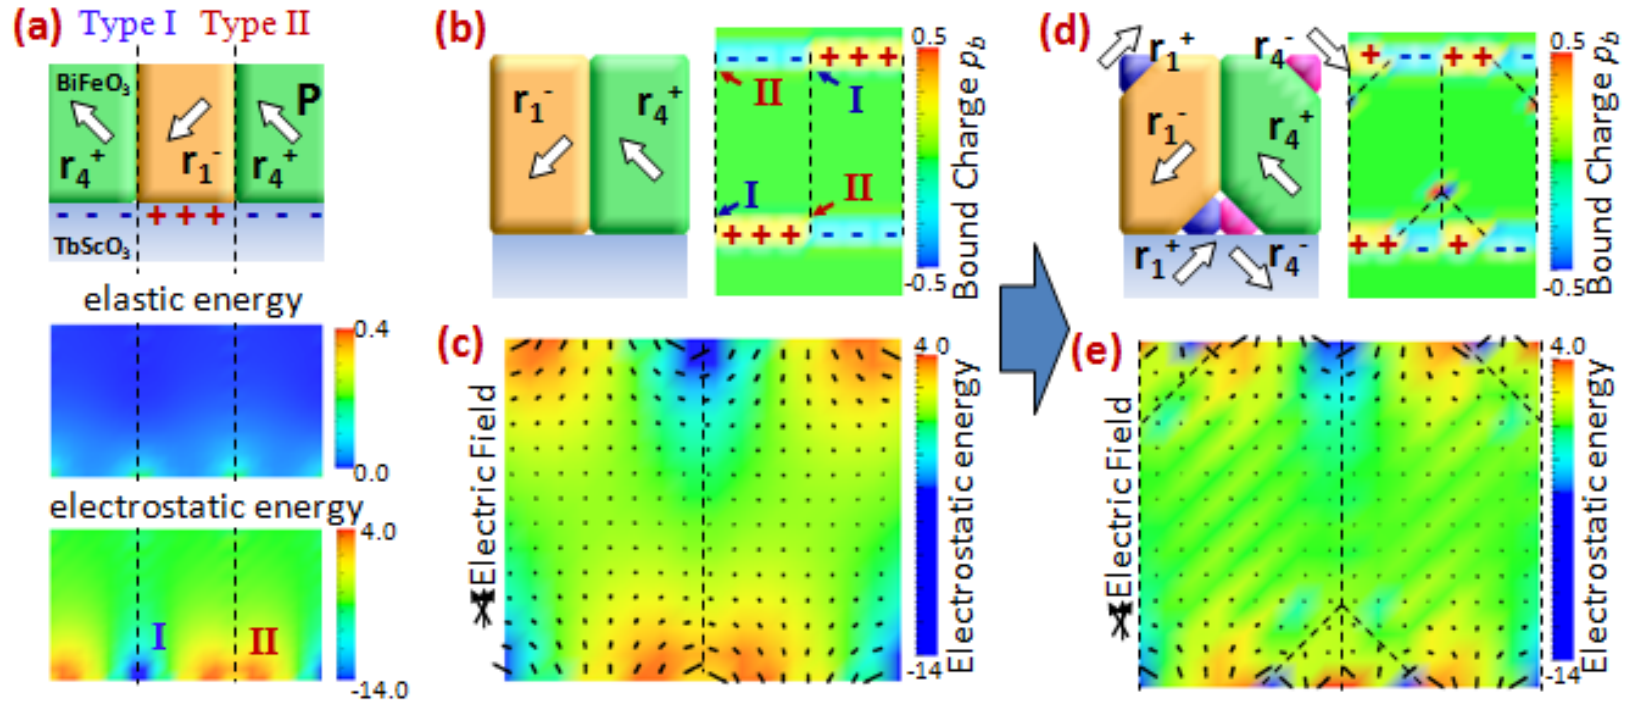 (a) Type I Type II
BiFeO₃ P
r₄⁺ r₁⁻ r₄⁺
- - - + + + - - -
TbScO₃
elastic energy
0.4
0.0
electrostatic energy
4.0
I II
-14.0
(b)
r₁⁻ r₄⁺
- - - + + +
II I
I II
+ + + - - -
0.5
-0.5
Bound Charge ρb
(c)
Electric Field
4.0
-14
Electrostatic energy
(d)
r₁⁺ r₄⁻
r₁⁻ r₄⁺
r₁⁺ r₄⁻
+ - - + + -
+ + - + - -
0.5
-0.5
Bound Charge ρb
(e)
Electric Field
4.0
-14
Electrostatic energy